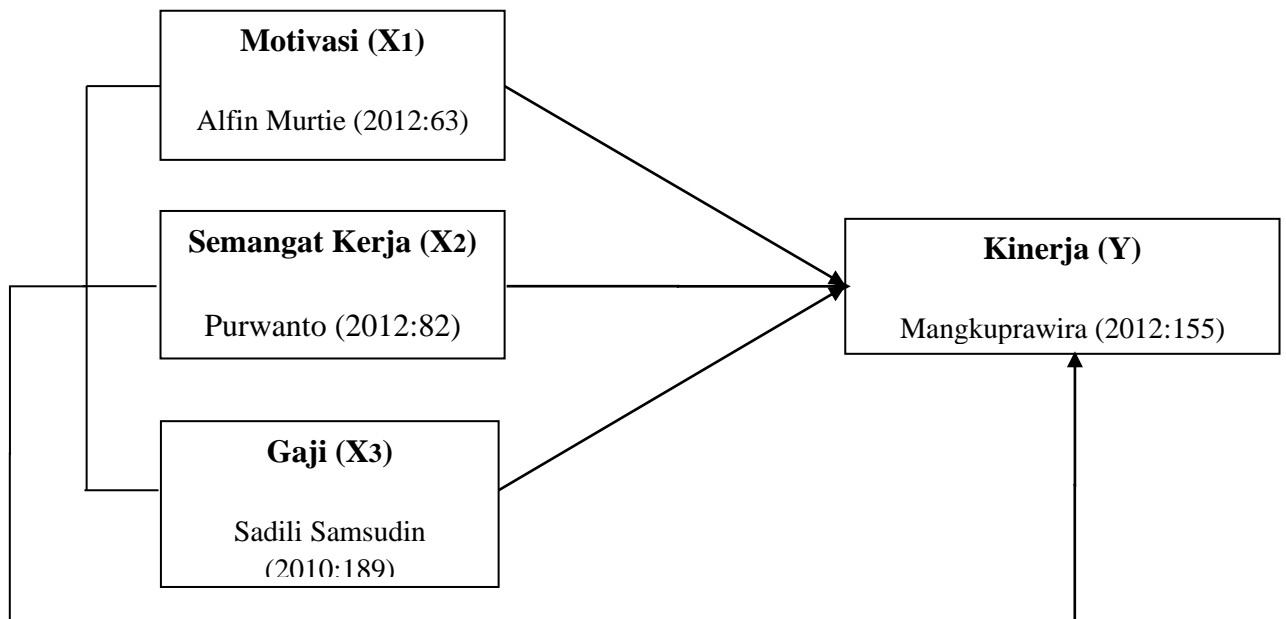 Motivasi (X1)
Alfin Murtie (2012:63)
Semangat Kerja (X2)
Purwanto (2012:82)
Kinerja (Y)
Mangkuprawira (2012:155)
Gaji (X3)
Sadili Samsudin
(2010:189)